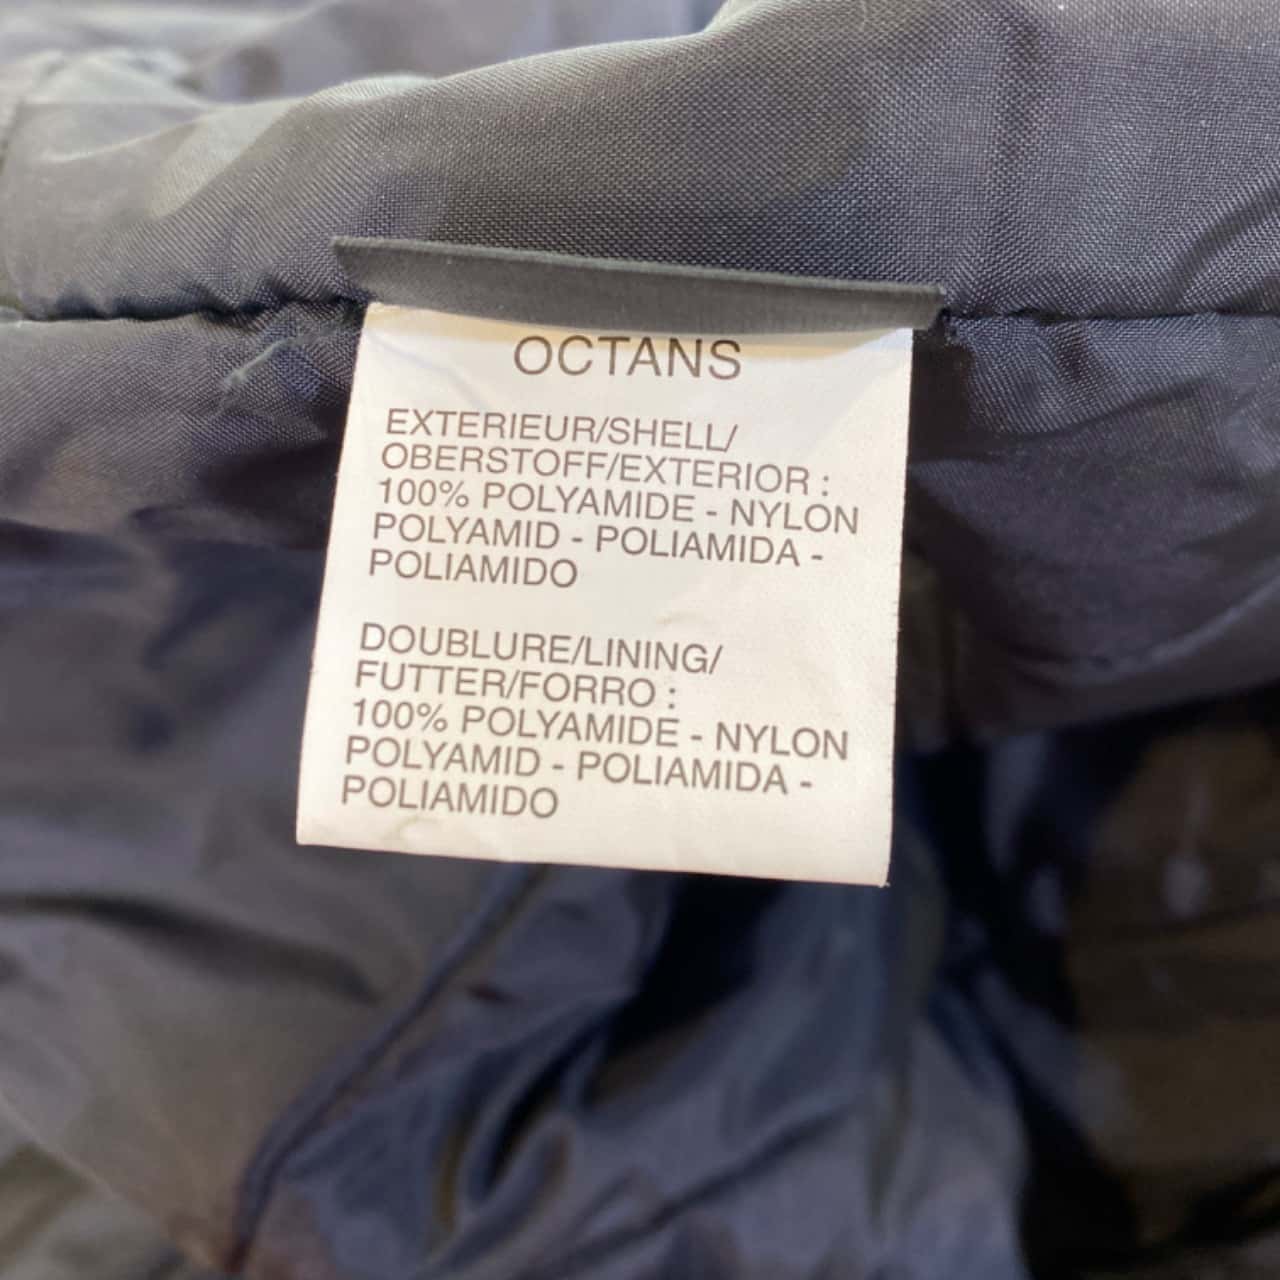 OCTANS
EXTERIEUR/SHELL/
OBERSTOFF/EXTERIOR :
100% POLYAMIDE - NYLON
POLYAMID - POLIAMIDA -
POLIAMIDO
DOUBLURE/LINING/
FUTTER/FORRO :
100% POLYAMIDE - NYLON
POLYAMID - POLIAMIDA -
POLIAMIDO